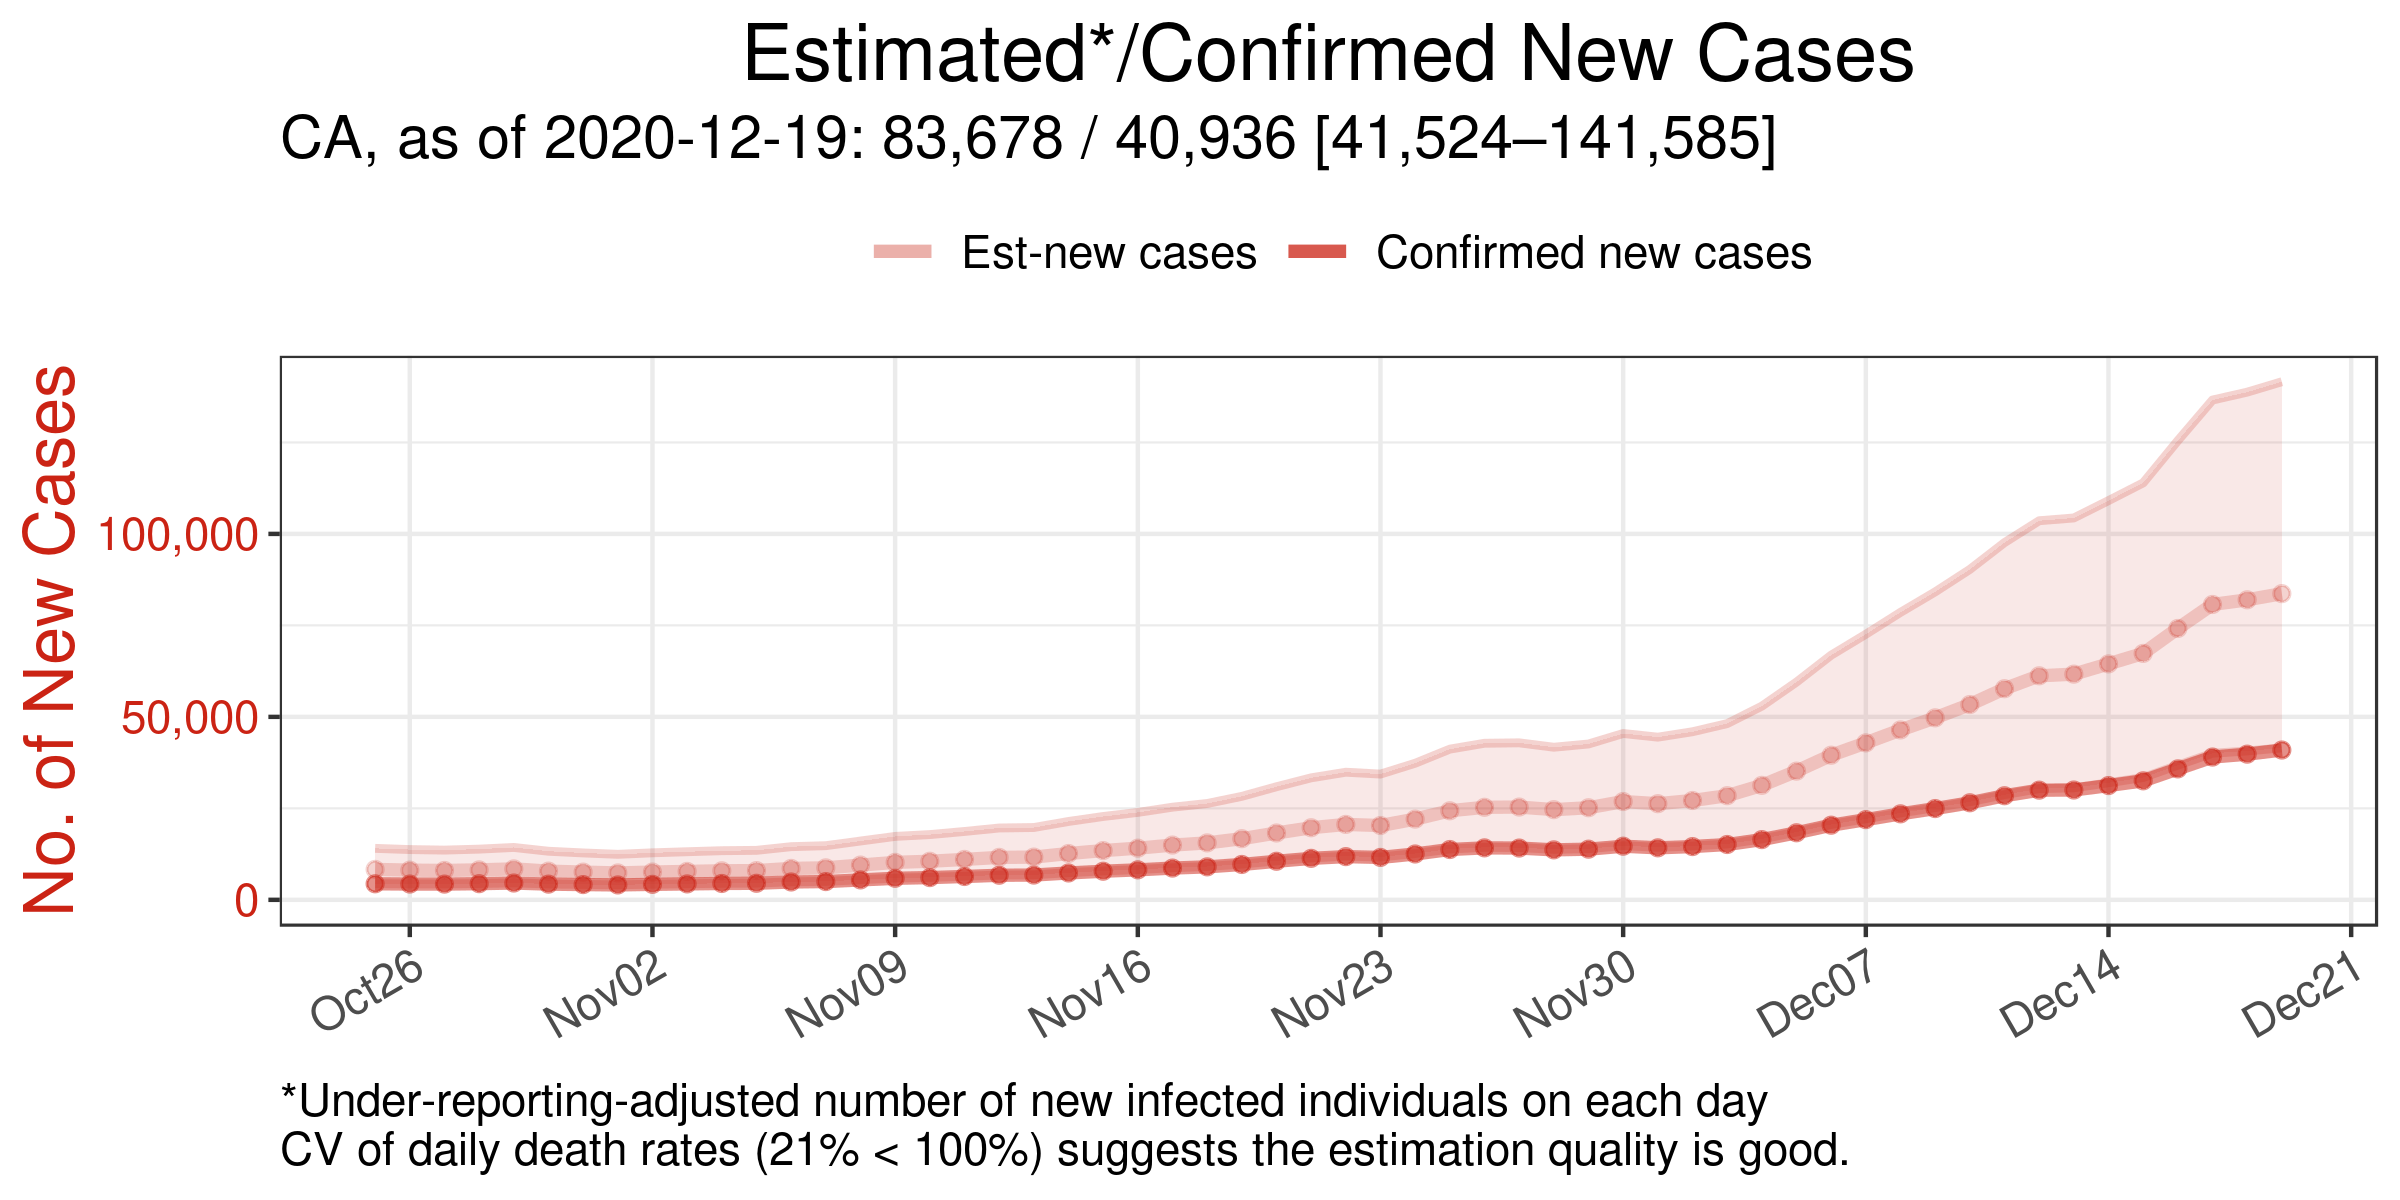 Estimated*/Confirmed New Cases
CA, as of 2020-12-19: 83,678 / 40,936 [41,524–141,585]
Est-new cases Confirmed new cases
No. of New Cases
100,000
50,000
0
Oct26 Nov02 Nov09 Nov16 Nov23 Nov30 Dec07 Dec14 Dec21
*Under-reporting-adjusted number of new infected individuals on each day
CV of daily death rates (21% < 100%) suggests the estimation quality is good.